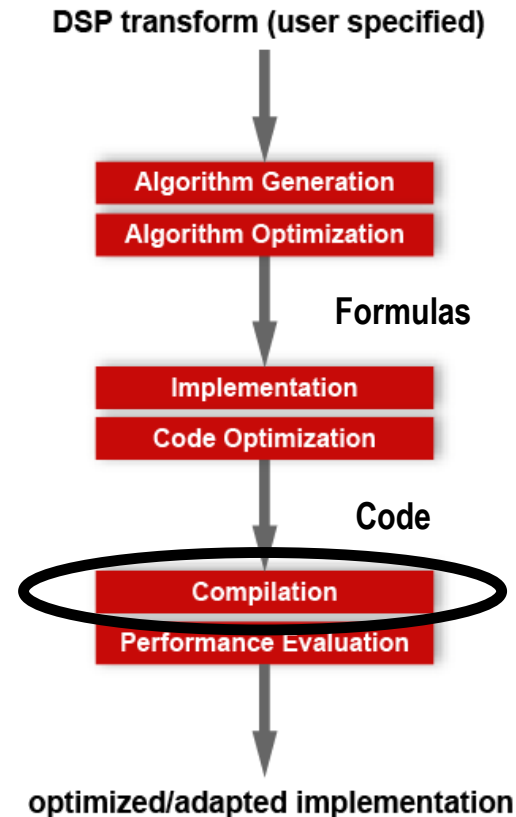 DSP transform (user specified)
Algorithm Generation
Algorithm Optimization
Formulas
Implementation
Code Optimization
Code
Compilation
Performance Evaluation
optimized/adapted implementation